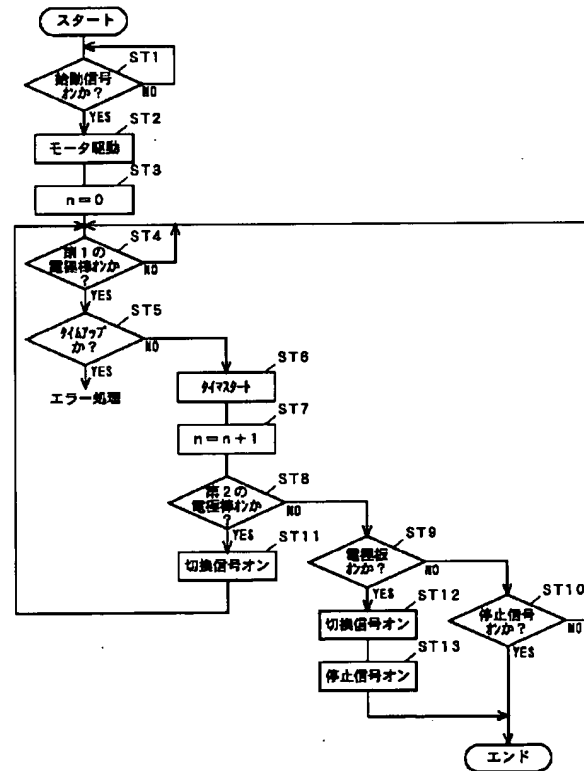 スタート
ST1
始動信号
オンか?
NO
YES
ST2
モータ駆動
ST3
n=0
ST4
第1の
電極棒オンか
?
NO
YES
ST5
タイムアップ
か?
NO
YES
エラー処理
ST6
タイマスタート
ST7
n=n+1
ST8
第2の
電極棒オンか
?
NO
YES
ST11
切換信号オン
ST9
電極板
オンか?
NO
YES
ST12
切換信号オン
ST13
停止信号オン
ST10
停止信号
オンか?
NO
YES
エンド